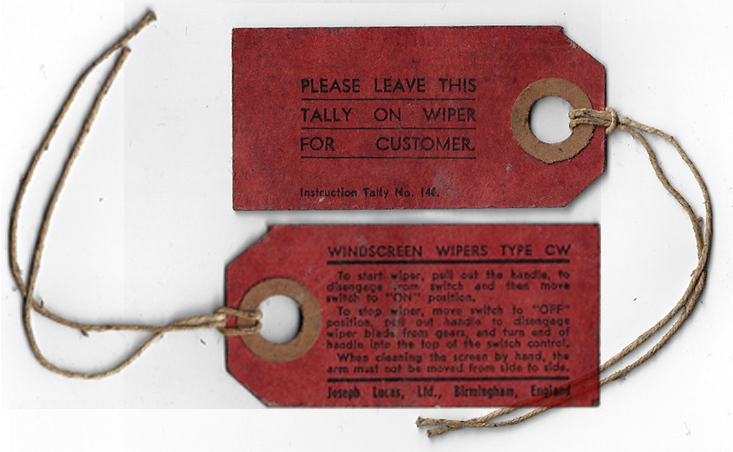 PLEASE LEAVE THIS
TALLY ON WIPER
FOR CUSTOMER.
Instruction Tally No. 146.
WINDSCREEN WIPERS TYPE CW
To start wiper, pull out the handle, to
disengage from switch and then move
switch to "ON" position.
To stop wiper, move switch to "OFF"
position, pull out handle to disengage
wiper blade from gears, and turn end of
handle into the top of the switch control.
When cleaning the screen by hand, the
arm must not be moved from side to side.
Joseph Lucas, Ltd., Birmingham, England